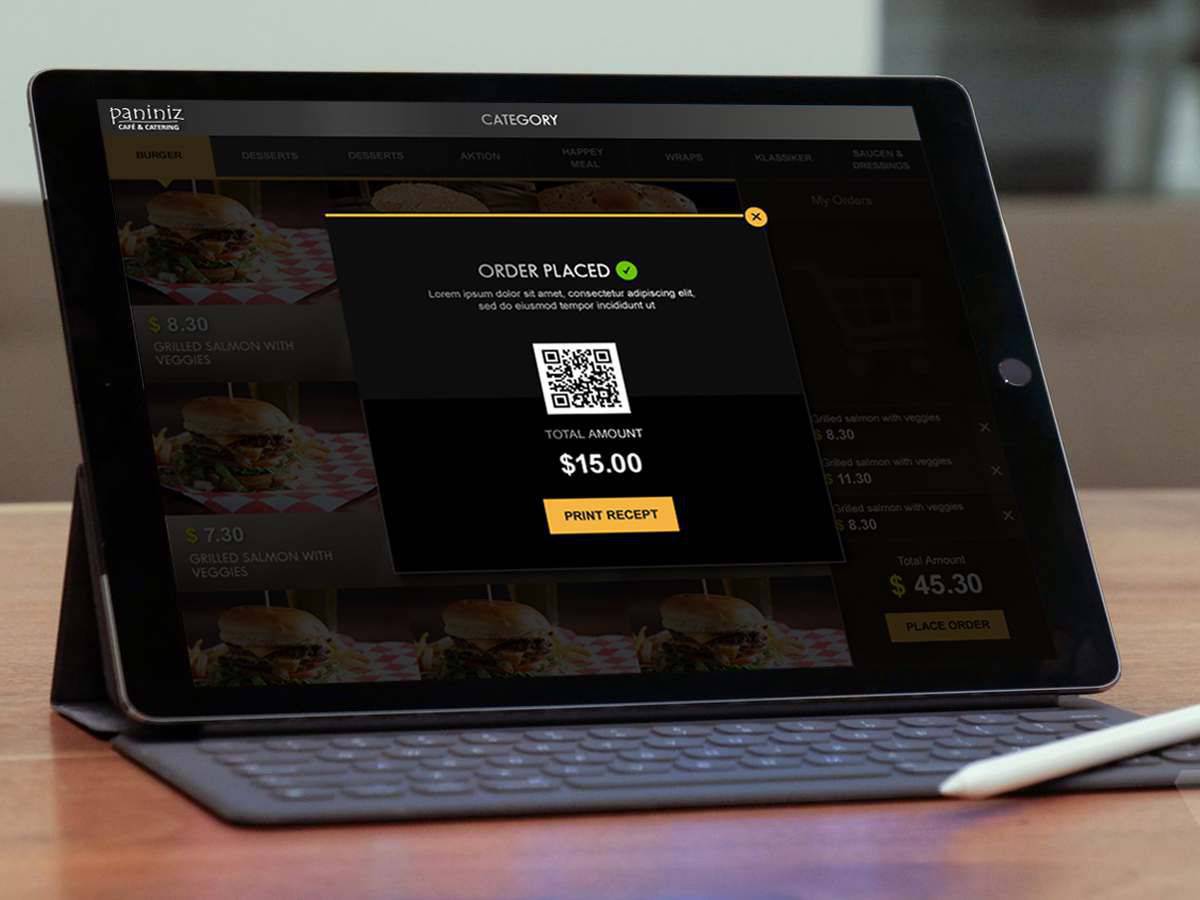 paniniz
CAFÉ & CATERING
CATEGORY
BURGER
DESSERTS
DESSERTS
AKTION
HAPPEY
MEAL
WRAPS
KLASSIKER
SAUCEN &
DRESSINGS
My Orders
ORDER PLACED
Lorem ipsum dolor sit amet, consectetur adipiscing elit,
sed do eiusmod tempor incididunt ut
TOTAL AMOUNT
$15.00
PRINT RECEPT
$ 8.30
GRILLED SALMON WITH
VEGGIES
$ 7.30
GRILLED SALMON WITH
VEGGIES
Grilled salmon with veggies
$ 8.30
Grilled salmon with veggies
$ 11.30
Grilled salmon with veggies
$ 8.30
Total Amount
$ 45.30
PLACE ORDER